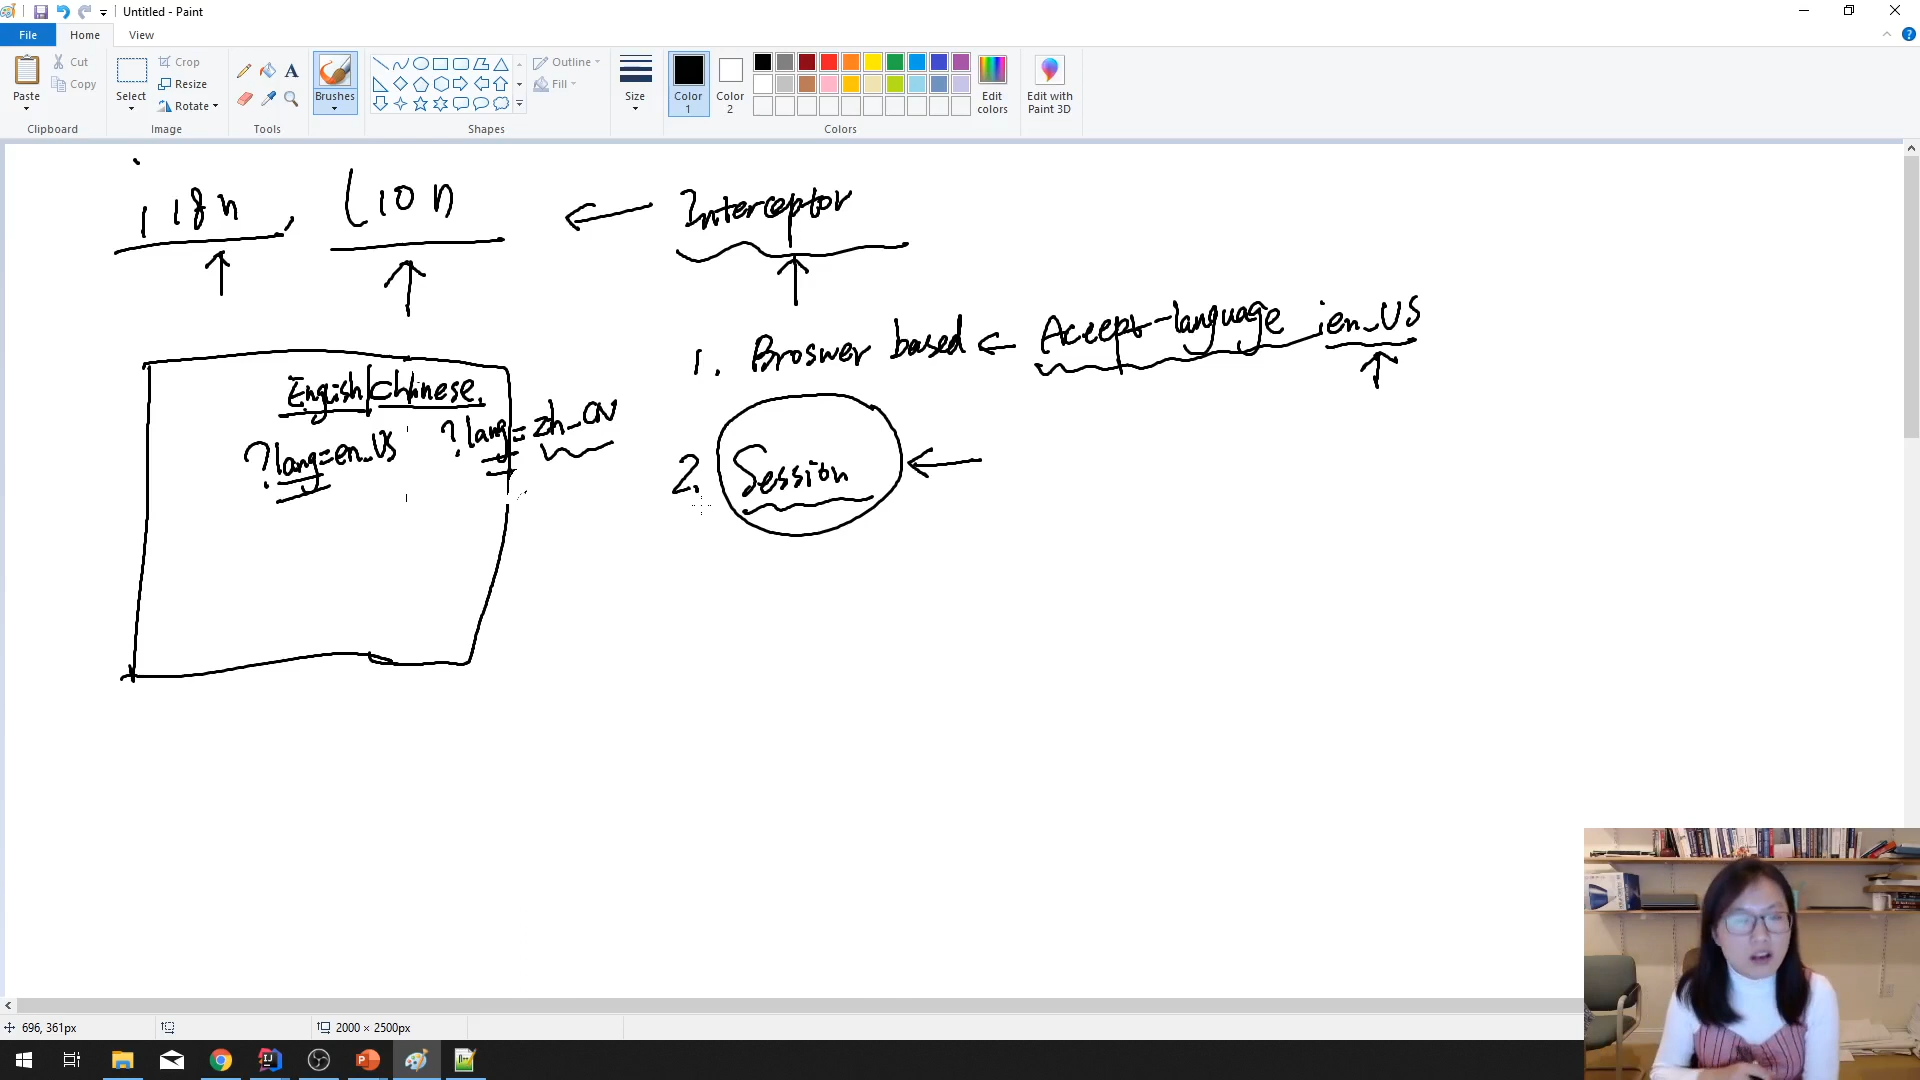 Untitled - Paint
File Home View
Paste Cut Copy Clipboard
Select Crop Resize Rotate Image
Tools
Brushes
Outline Fill Shapes
Size
Color 1 Color 2 Edit colors Colors
Edit with Paint 3D
i18n, L10n ← Interceptor
1. Broswer based ← Accept-language :en_US
Engish|Chinese.
?lang=en_US ?lang=zh_CN
2. Session ←
696, 361px 2000 × 2500px